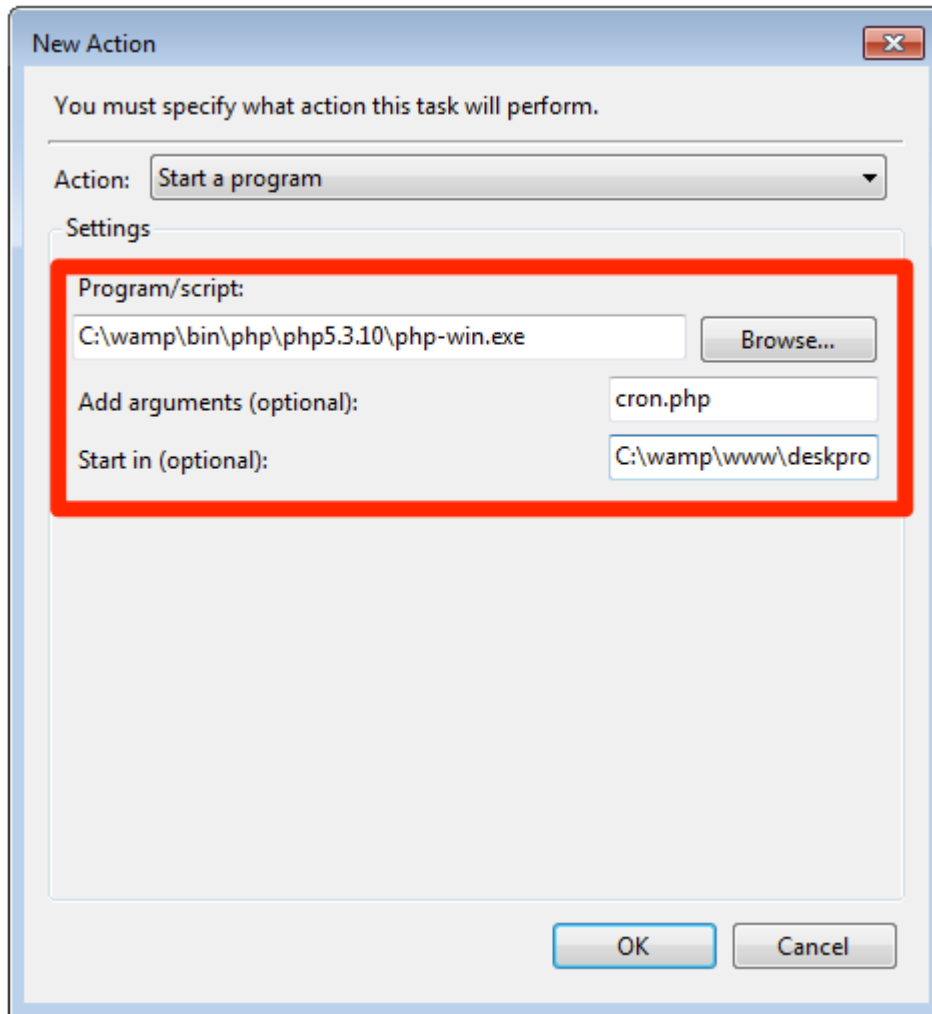 New Action
You must specify what action this task will perform.
Action: Start a program
Settings
Program/script:
C:\wamp\bin\php\php5.3.10\php-win.exe Browse...
Add arguments (optional): cron.php
Start in (optional): C:\wamp\www\deskpro
OK Cancel